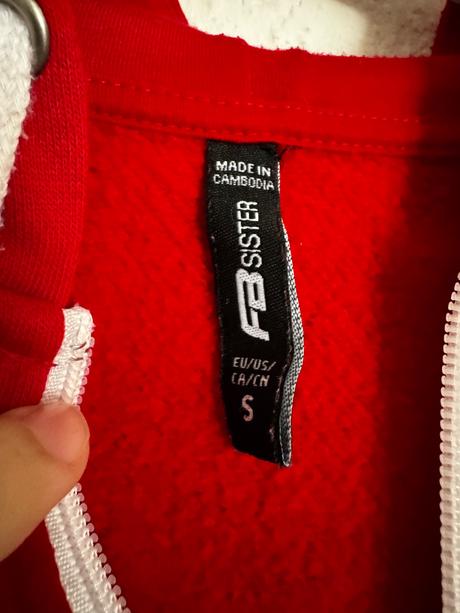 MADE IN
CAMBODIA
FB SISTER
EU/US/
CA/CN
S